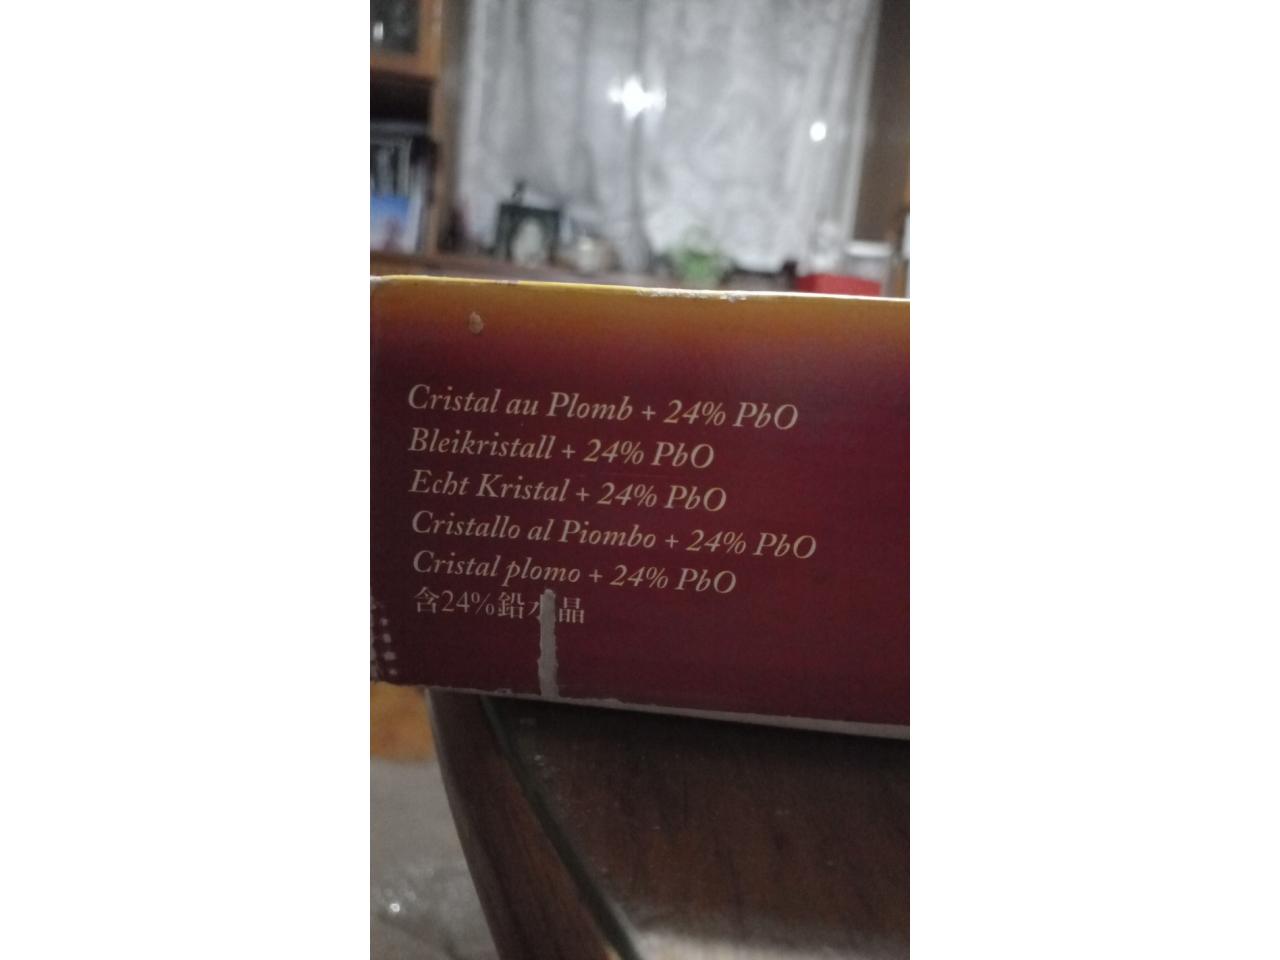 Cristal au Plomb + 24% PbO
Bleikristall + 24% PbO
Echt Kristal + 24% PbO
Cristallo al Piombo + 24% PbO
Cristal plomo + 24% PbO
含24%鉛水晶